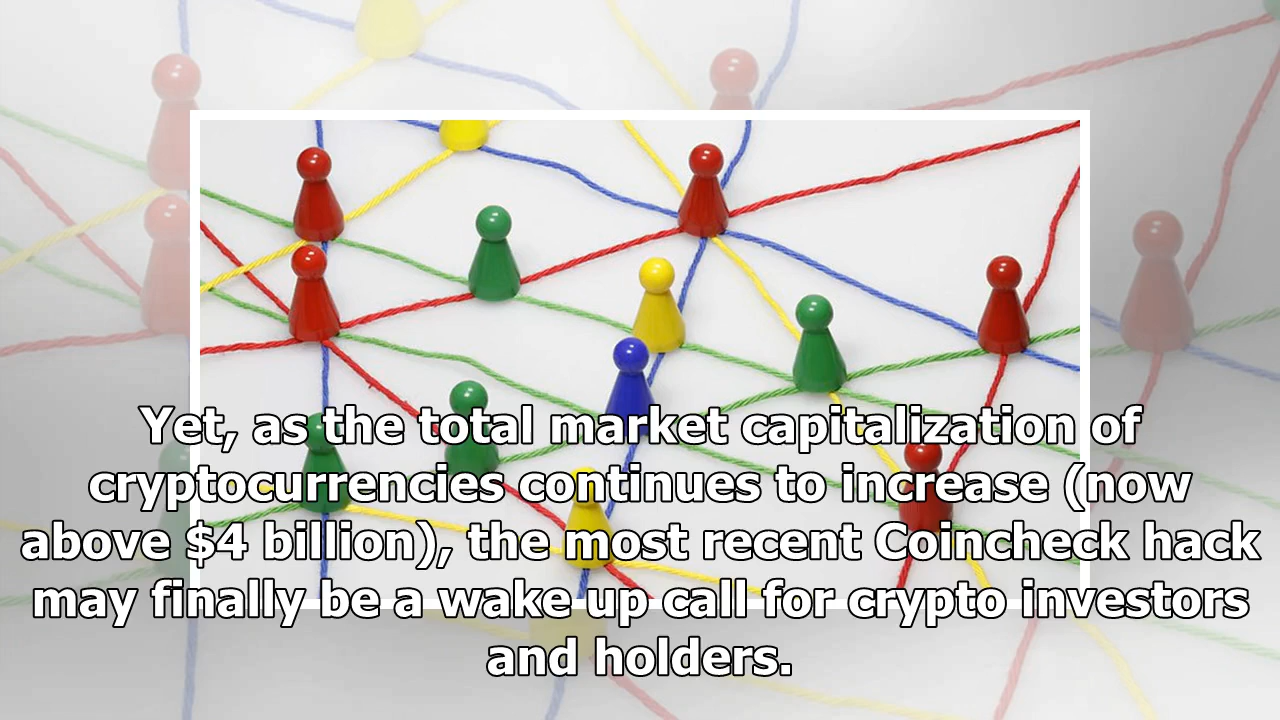 Yet, as the total market capitalization of
cryptocurrencies continues to increase (now
above $4 billion), the most recent Coincheck hack
may finally be a wake up call for crypto investors
and holders.